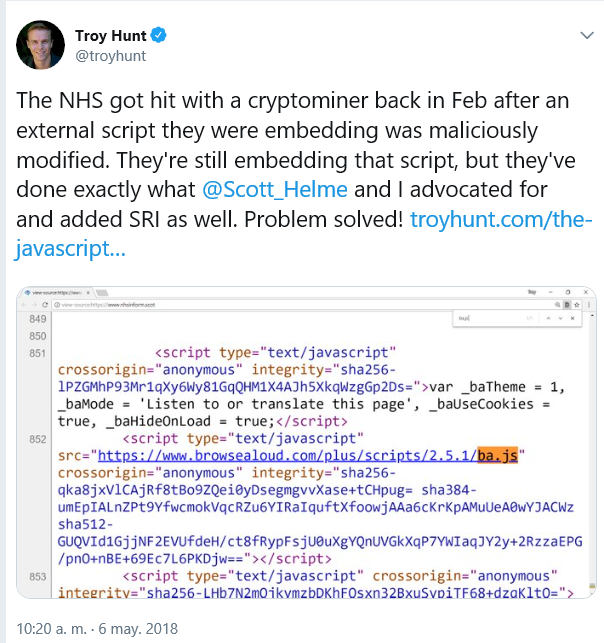 Troy Hunt
@troyhunt
The NHS got hit with a cryptominer back in Feb after an
external script they were embedding was maliciously
modified. They're still embedding that script, but they've
done exactly what @Scott_Helme and I advocated for
and added SRI as well. Problem solved! troyhunt.com/the-
javascript...
view-source:https://www.nhsinform.scot
849
850
851 <script type="text/javascript"
crossorigin="anonymous" integrity="sha256-
lPZGMhP93Mr1qXy6Wy81GqQHM1X4AJh5XkqWzgGp2Ds=">var _baTheme = 1,
_baMode = 'Listen to or translate this page', _baUseCookies =
true, _baHideOnLoad = true;</script>
852 <script type="text/javascript"
src="https://www.browsealoud.com/plus/scripts/2.5.1/ba.js"
crossorigin="anonymous" integrity="sha256-
qka8jxVlCAjRf8tBo9ZQei0yDsegmgvvXase+tCHpug= sha384-
umEpIALnZPt9YfwcmokVqcRZu6YIRaIquftXfoowjAAa6cKrKpAMuUeA0wYJACWz
sha512-
GUQVId1GjjNF2EVUfdeH/ct8fRypFsjU0uXgYQnUVGkXqP7YWIaqJY2y+2RzzaEPG
/pnO+nBE+69Ec7L6PKDjw=="></script>
853 <script type="text/javascript" crossorigin="anonymous"
integrity="sha256-LHb7N2mOjkvmzbDKhFOsxn32BxuSvpiTF68+dzgKltO=">
10:20 a. m. · 6 may. 2018